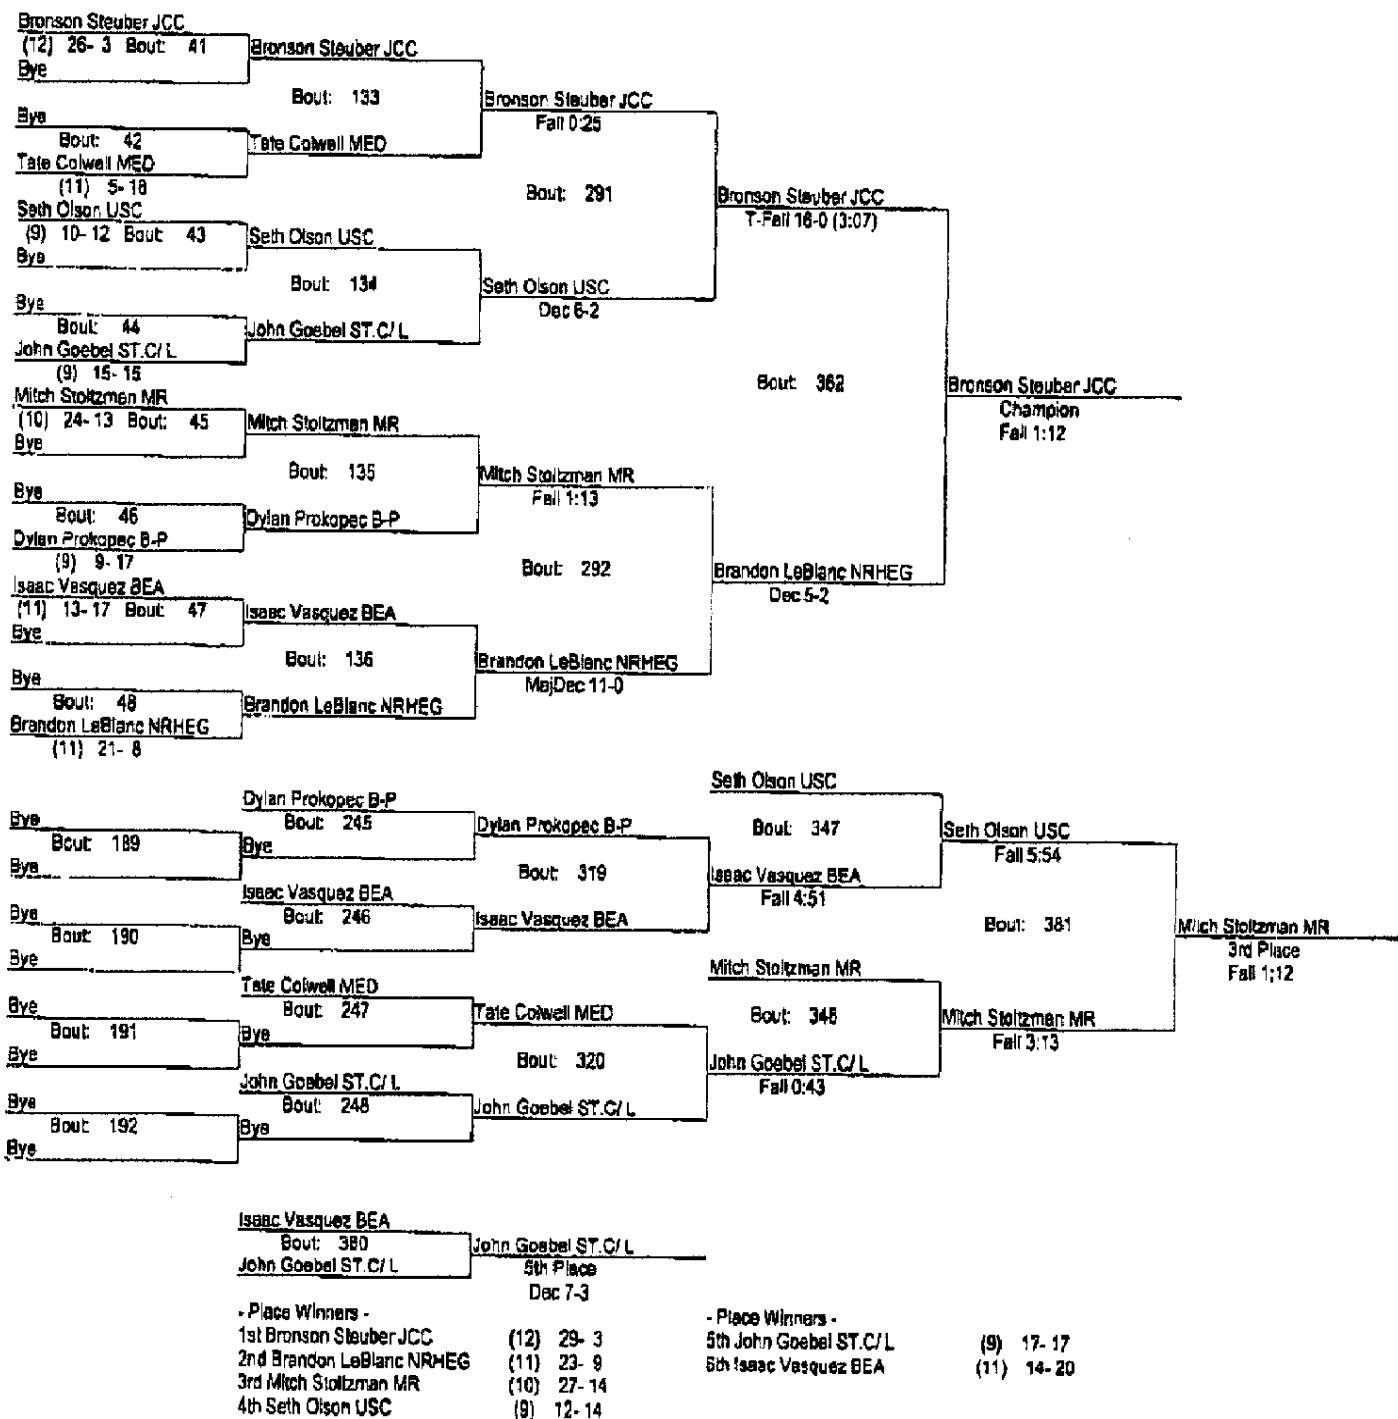 Bronson Steuber JCC
(12) 26- 3 Bout: 41
Bye
Bronson Steuber JCC
Bout: 133
Bye
Bout: 42
Tate Colwell MED
(11) 5- 18
Tate Colwell MED
Bronson Steuber JCC
Fall 0:25
Bout: 291
Seth Olson USC
(9) 10- 12 Bout: 43
Bye
Seth Olson USC
Bout: 134
Bye
Bout: 44
John Goebel ST.C/ L
(9) 15- 15
John Goebel ST.C/ L
Seth Olson USC
Dec 6-2
Bronson Steuber JCC
T-Fall 16-0 (3:07)
Bout: 362
Mitch Stoltzman MR
(10) 24- 13 Bout: 45
Bye
Mitch Stoltzman MR
Bout: 135
Bye
Bout: 46
Dylan Prokopec B-P
(9) 9- 17
Dylan Prokopec B-P
Mitch Stoltzman MR
Fall 1:13
Bout: 292
Isaac Vasquez BEA
(11) 13- 17 Bout: 47
Bye
Isaac Vasquez BEA
Bout: 136
Bye
Bout: 48
Brandon LeBlanc NRHEG
(11) 21- 8
Brandon LeBlanc NRHEG
Brandon LeBlanc NRHEG
MajDec 11-0
Brandon LeBlanc NRHEG
Dec 5-2
Bronson Steuber JCC
Champion
Fall 1:12
Bye
Bout: 189
Bye
Dylan Prokopec B-P
Bout: 245
Bye
Dylan Prokopec B-P
Bout: 319
Bye
Bout: 190
Bye
Isaac Vasquez BEA
Bout: 246
Bye
Isaac Vasquez BEA
Seth Olson USC
Bout: 347
Isaac Vasquez BEA
Fall 4:51
Seth Olson USC
Fall 5:54
Bout: 381
Bye
Bout: 191
Bye
Tate Colwell MED
Bout: 247
Bye
Tate Colwell MED
Bout: 320
Bye
Bout: 192
Bye
John Goebel ST.C/ L
Bout: 248
Bye
John Goebel ST.C/ L
Mitch Stoltzman MR
Bout: 348
John Goebel ST.C/ L
Fall 0:43
Mitch Stoltzman MR
Fall 3:13
Mitch Stoltzman MR
3rd Place
Fall 1:12
Isaac Vasquez BEA
Bout: 380
John Goebel ST.C/ L
John Goebel ST.C/ L
5th Place
Dec 7-3
- Place Winners -
1st Bronson Steuber JCC (12) 29- 3
2nd Brandon LeBlanc NRHEG (11) 23- 9
3rd Mitch Stoltzman MR (10) 27- 14
4th Seth Olson USC (9) 12- 14
- Place Winners -
5th John Goebel ST.C/ L (9) 17- 17
6th Isaac Vasquez BEA (11) 14- 20